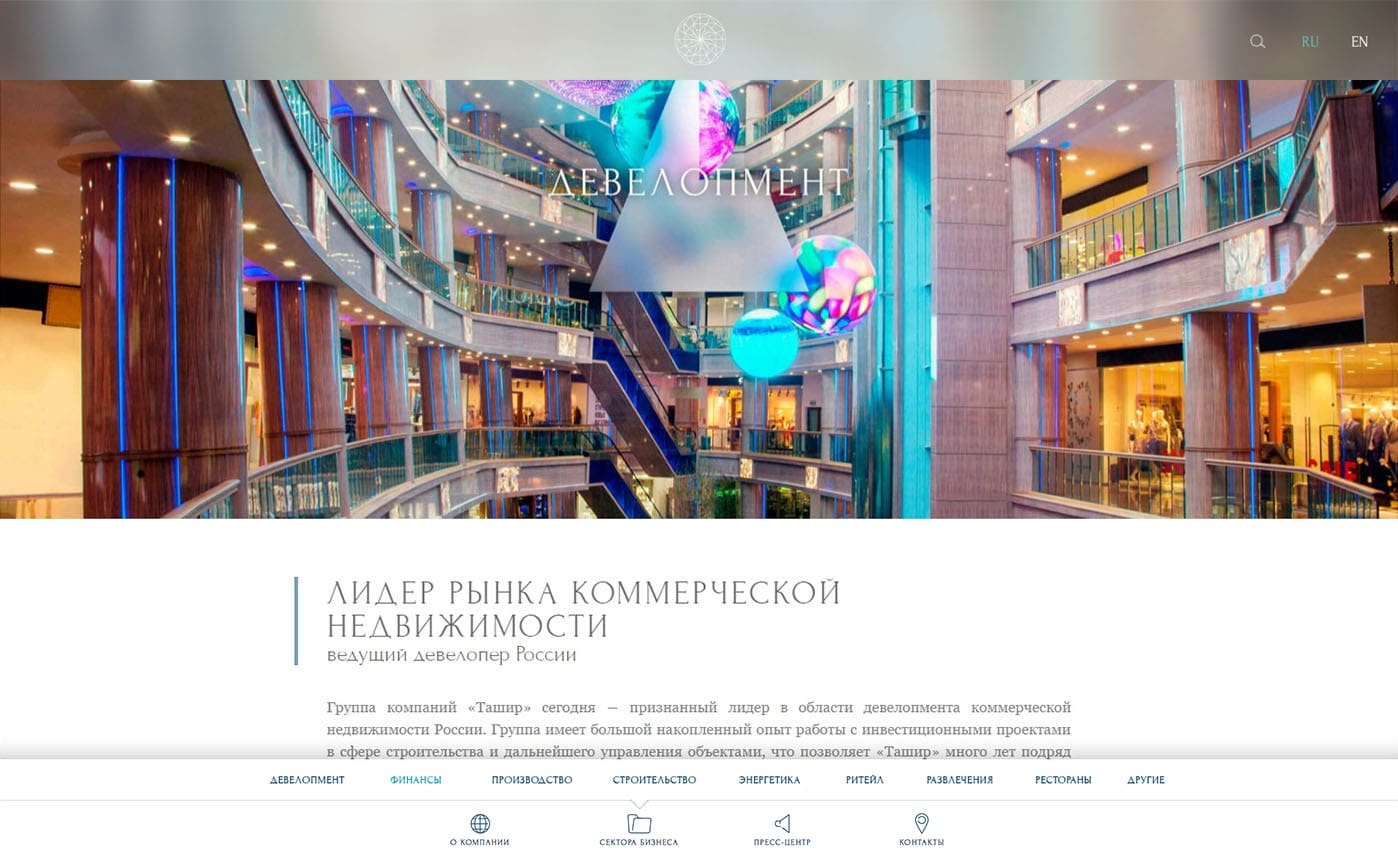 RU EN
ДЕВЕЛОПМЕНТ
ЛИДЕР РЫНКА КОММЕРЧЕСКОЙ
НЕДВИЖИМОСТИ
ведущий девелопер России
Группа компаний «Ташир» сегодня — признанный лидер в области девелопмента коммерческой
недвижимости России. Группа имеет большой накопленный опыт работы с инвестиционными проектами
в сфере строительства и дальнейшего управления объектами, что позволяет «Ташир» много лет подряд
ДЕВЕЛОПМЕНТ ФИНАНСЫ ПРОИЗВОДСТВО СТРОИТЕЛЬСТВО ЭНЕРГЕТИКА РИТЕЙЛ РАЗВЛЕЧЕНИЯ РЕСТОРАНЫ ДРУГИЕ
О КОМПАНИИ СЕКТОРА БИЗНЕСА ПРЕСС-ЦЕНТР КОНТАКТЫ